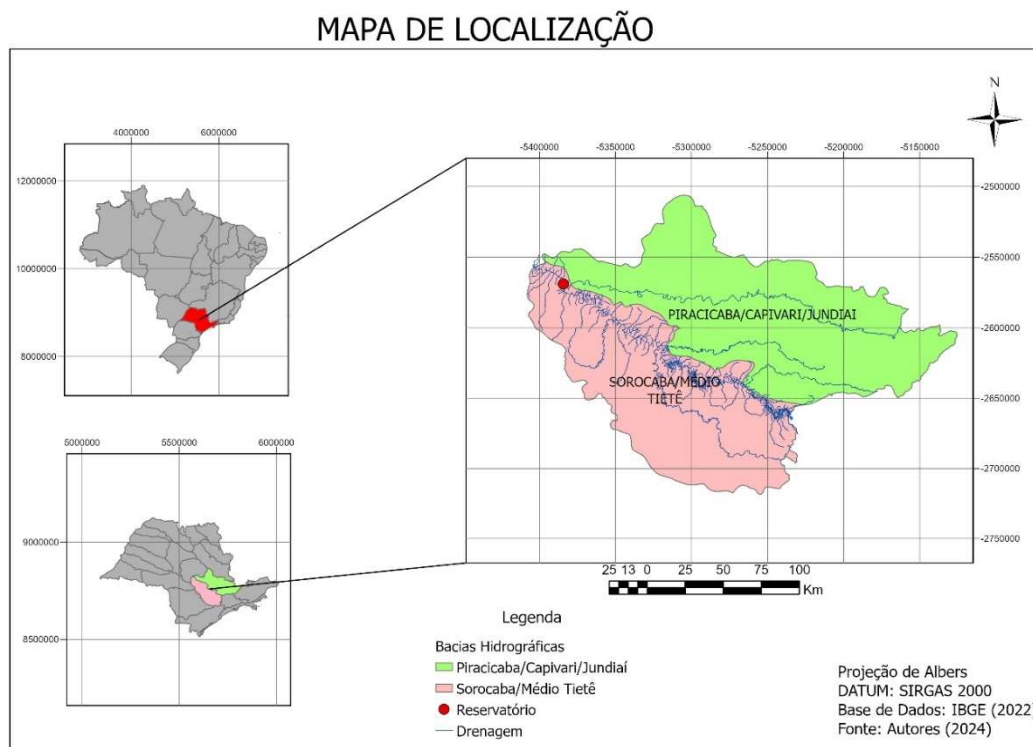 MAPA DE LOCALIZAÇÃO
N
4000000 6000000
12000000
10000000
8000000
-5400000 -5350000 -5300000 -5250000 -5200000 -5150000
-2500000
-2550000
-2600000
-2650000
-2700000
-2750000
PIRACICABA/CAPIVARI/JUNDIAI
SOROCABA/MÉDIO
TIETÊ
5000000 5500000 6000000
9000000
8500000
25 13 0 25 50 75 100
Km
Legenda
Bacias Hidrográficas
Piracicaba/Capivari/Jundiaí
Sorocaba/Médio Tietê
Reservatório
Drenagem
Projeção de Albers
DATUM: SIRGAS 2000
Base de Dados: IBGE (2022)
Fonte: Autores (2024)